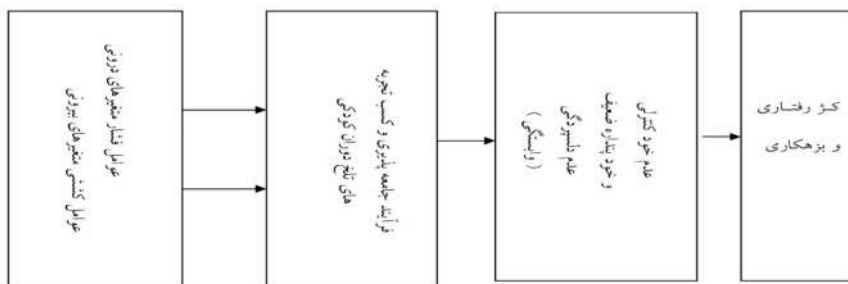 عوامل فشار متغیرهای درونی
عوامل کششی متغیرهای بیرونی
فرآیند جامعه پذیری و کسب تجربه
های تلخ دوران کودکی
عدم خود کنترلی
و خود پنداره ضعیف
عدم دلسپردگی
( وابستگی )
کژ رفتاری
و بزهکاری